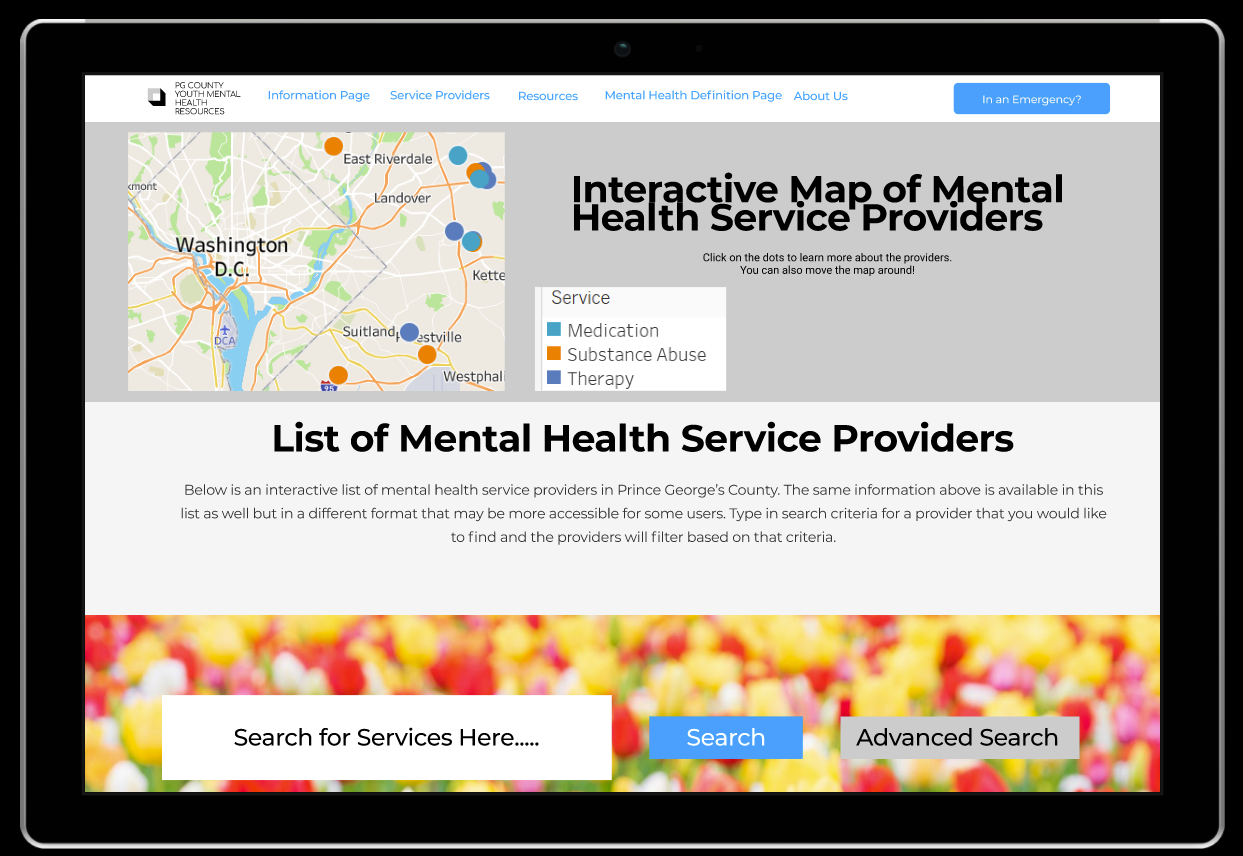 PG COUNTY
YOUTH MENTAL
HEALTH
RESOURCES
Information Page
Service Providers
Resources
Mental Health Definition Page
About Us
In an Emergency?
East Riverdale
xmont
Landover
Washington
D.C.
Kette
DCA
Suitland
estville
Westphal
95
Interactive Map of Mental
Health Service Providers
Click on the dots to learn more about the providers.
You can also move the map around!
Service
Medication
Substance Abuse
Therapy
List of Mental Health Service Providers
Below is an interactive list of mental health service providers in Prince George's County. The same information above is available in this
list as well but in a different format that may be more accessible for some users. Type in search criteria for a provider that you would like
to find and the providers will filter based on that criteria.
Search for Services Here.....
Search
Advanced Search